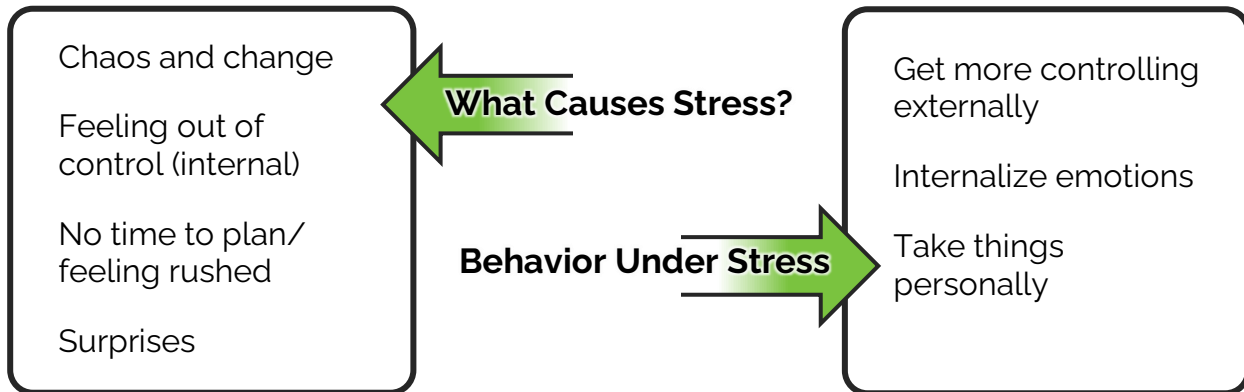 Chaos and change
Feeling out of
control (internal)
No time to plan/
feeling rushed
Surprises
What Causes Stress?
Behavior Under Stress
Get more controlling
externally
Internalize emotions
Take things
personally